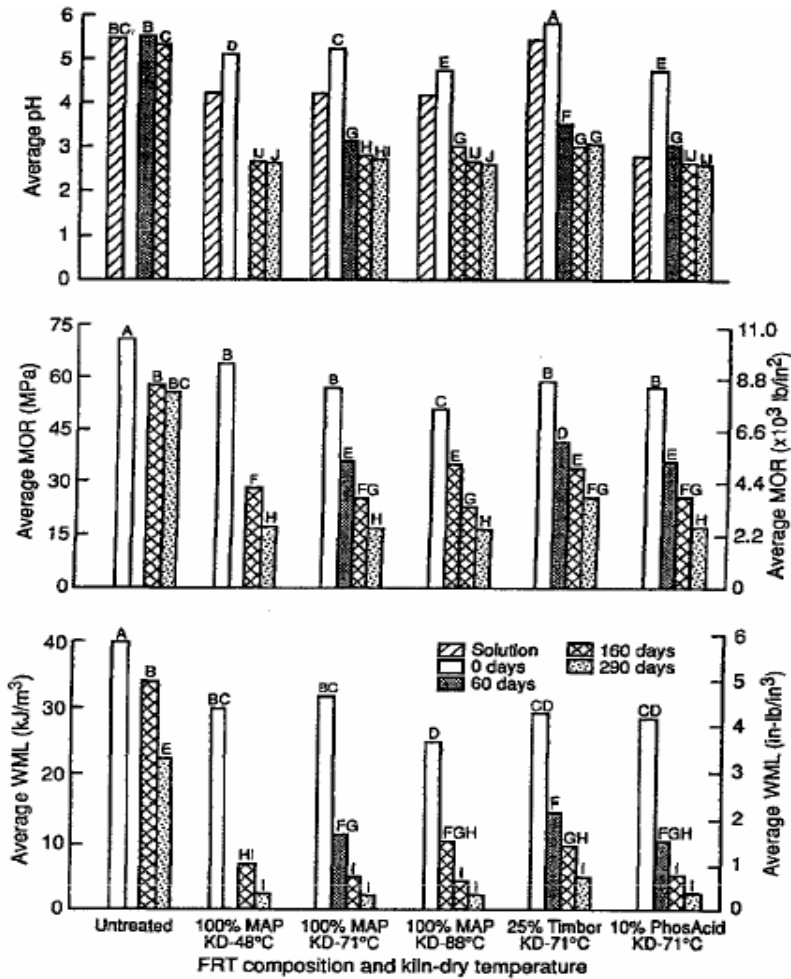 6
5
4
3
2
1
0
Average pH
BC,
B
C
D
U
J
C
G
H
HI
E
G
IJ
J
A
F
G
G
E
G
IJ
IJ
75
60
45
30
15
0
Average MOR (MPa)
11.0
8.8
6.6
4.4
2.2
0
Average MOR (x10³ lb/in²)
A
B
BC
B
F
H
B
E
FG
H
C
E
G
H
B
D
E
FG
B
E
FG
H
40
30
20
10
0
Average WML (kJ/m³)
6
5
4
3
2
1
0
Average WML (in-lb/in³)
Solution
0 days
60 days
160 days
290 days
A
B
E
BC
HI
I
BC
FG
I
I
D
FGH
I
I
CD
F
GH
I
CD
FGH
I
I
Untreated
100% MAP
KD-48°C
100% MAP
KD-71°C
100% MAP
KD-88°C
25% Timbor
KD-71°C
10% PhosAcid
KD-71°C
FRT composition and kiln-dry temperature